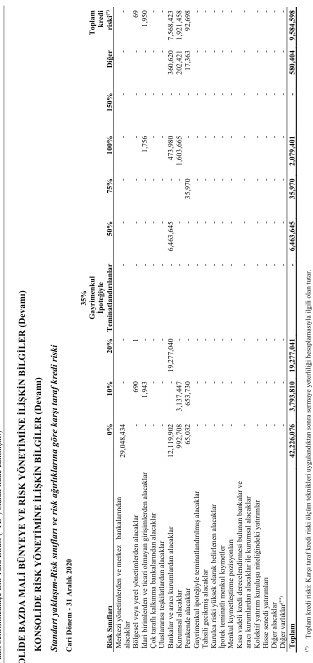 OLİDE BAZDA MALİ BÜNYEYE VE RİSK YÖNETİMİNE İLİŞKİN BİLGİLER (Devamı)
KONSOLİDE RİSK YÖNETİMİNE İLİŞKİN BİLGİLER (Devamı)
Standart yaklaşım-Risk sınıfları ve risk ağırlıklarına göre karşı taraf kredi riski
Cari Dönem - 31 Aralık 2020
Risk Sınıfları 0% 10% 20% 35% Gayrimenkul İpoteğiyle Teminatlandırılanlar 50% 75% 100% 150% Diğer Toplam kredi riski(*)
Merkezi yönetimlerden ve merkez bankalarından alacaklar 29,048,434 - - - - - - - - -
Bölgesel veya yerel yönetimlerden alacaklar - 690 1 - - - - - - 69
İdari birimlerden ve ticari olmayan girişimlerden alacaklar - 1,943 - - - - 1,756 - - 1,950
Çok taraflı kalkınma bankalarından alacaklar - - - - - - - - - -
Uluslararası teşkilatlardan alacaklar - - - - - - - - - -
Bankalar ve aracı kurumlardan alacaklar 12,119,902 - 19,277,040 - 6,463,645 - 473,980 - 360,620 7,568,423
Kurumsal alacaklar 992,708 3,137,447 - - - - 1,603,665 - 202,421 1,921,458
Perakende alacaklar 65,032 653,730 - - - 35,970 - - 17,363 92,698
Gayrimenkul ipoteğiyle teminatlandırılmış alacaklar - - - - - - - - - -
Tahsili gecikmiş alacaklar - - - - - - - - - -
Kurulca riski yüksek olarak belirlenen alacaklar - - - - - - - - - -
İpotek teminatlı menkul kıymetler - - - - - - - - - -
Menkul kıymetleştirme pozisyonları - - - - - - - - - -
Kısa vadeli kredi derecelendirmesi bulunan bankalar ve
aracı kurumlardan alacaklar ile kurumsal alacaklar - - - - - - - - - -
Kolektif yatırım kuruluşu niteliğindeki yatırımlar - - - - - - - - - -
Hisse senedi yatırımları - - - - - - - - - -
Diğer alacaklar - - - - - - - - - -
Diğer varlıklar(**) - - - - - - - - - -
Toplam 42,226,076 3,793,810 19,277,041 - 6,463,645 35,970 2,079,401 - 580,404 9,584,598
(*) Toplam kredi riski: Karşı taraf kredi riski ölçüm teknikleri uygulandıktan sonra sermaye yeterliliği hesaplamasıyla ilgili olan tutar.